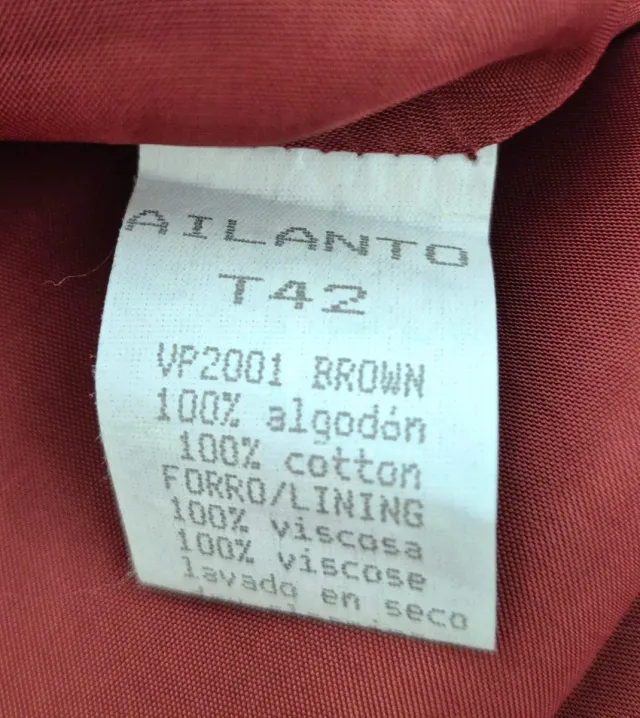 AILANTO
T42
VP2001 BROWN
100% algodón
100% cotton
FORRO/LINING
100% viscosa
100% viscose
lavado en seco